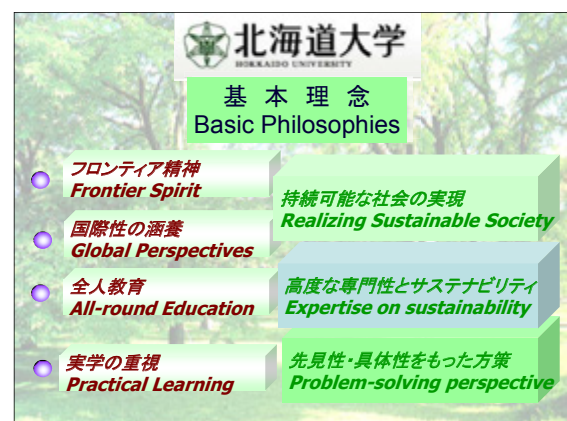 北海道大学
HOKKAIDO UNIVERSITY
基 本 理 念
Basic Philosophies
フロンティア精神
Frontier Spirit
国際性の涵養
Global Perspectives
全人教育
All-round Education
実学の重視
Practical Learning
持続可能な社会の実現
Realizing Sustainable Society
高度な専門性とサステナビリティ
Expertise on sustainability
先見性・具体性をもった方策
Problem-solving perspective